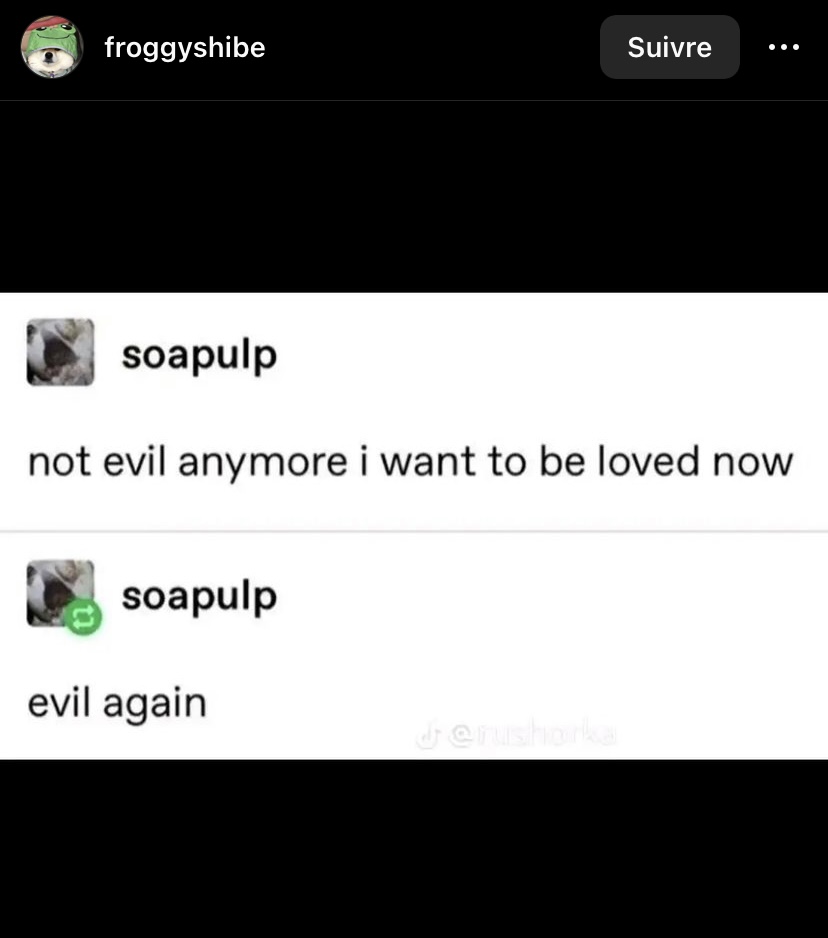 froggyshibe
Suivre
soapulp
not evil anymore i want to be loved now
soapulp
evil again